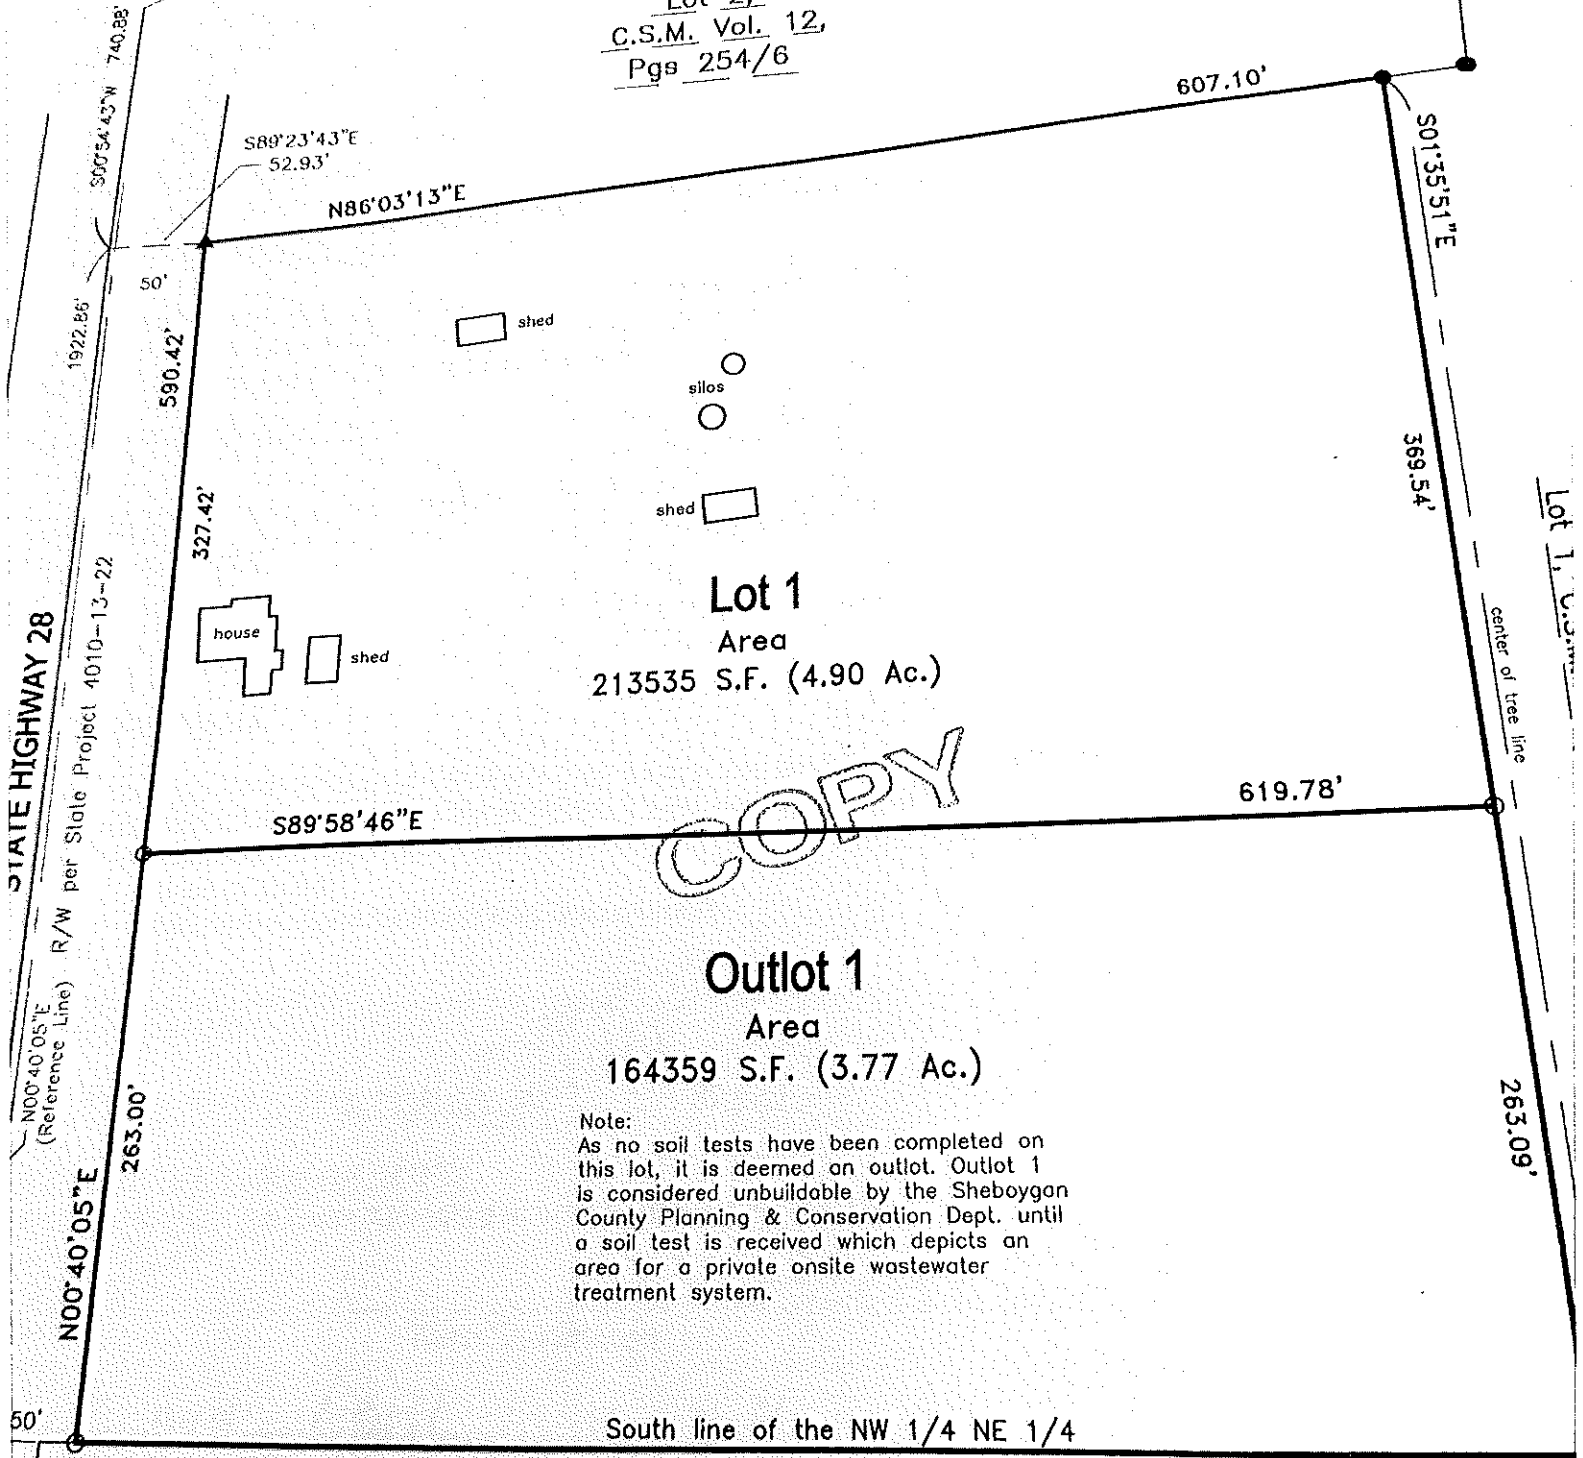 C.S.M. Vol. 12,
Pgs 254/6
S00°54'43"W 740.88'
607.10'
S89°23'43"E
52.93'
N86°03'13"E
S01°35'51"E
50'
1922.86'
590.42'
shed
silos
369.54'
327.42'
shed
Lot 1
Area
213535 S.F. (4.90 Ac.)
house
shed
STATE HIGHWAY 28
R/W per State Project 4010-13-22
center of tree line
Lot 1,
COPY
S89°58'46"E
619.78'
Outlot 1
Area
164359 S.F. (3.77 Ac.)
N00°40'05"E
(Reference Line)
263.00'
263.09'
Note:
As no soil tests have been completed on
this lot, it is deemed an outlot. Outlot 1
is considered unbuildable by the Sheboygan
County Planning & Conservation Dept. until
a soil test is received which depicts an
area for a private onsite wastewater
treatment system.
N00°40'05"E
50'
South line of the NW 1/4 NE 1/4